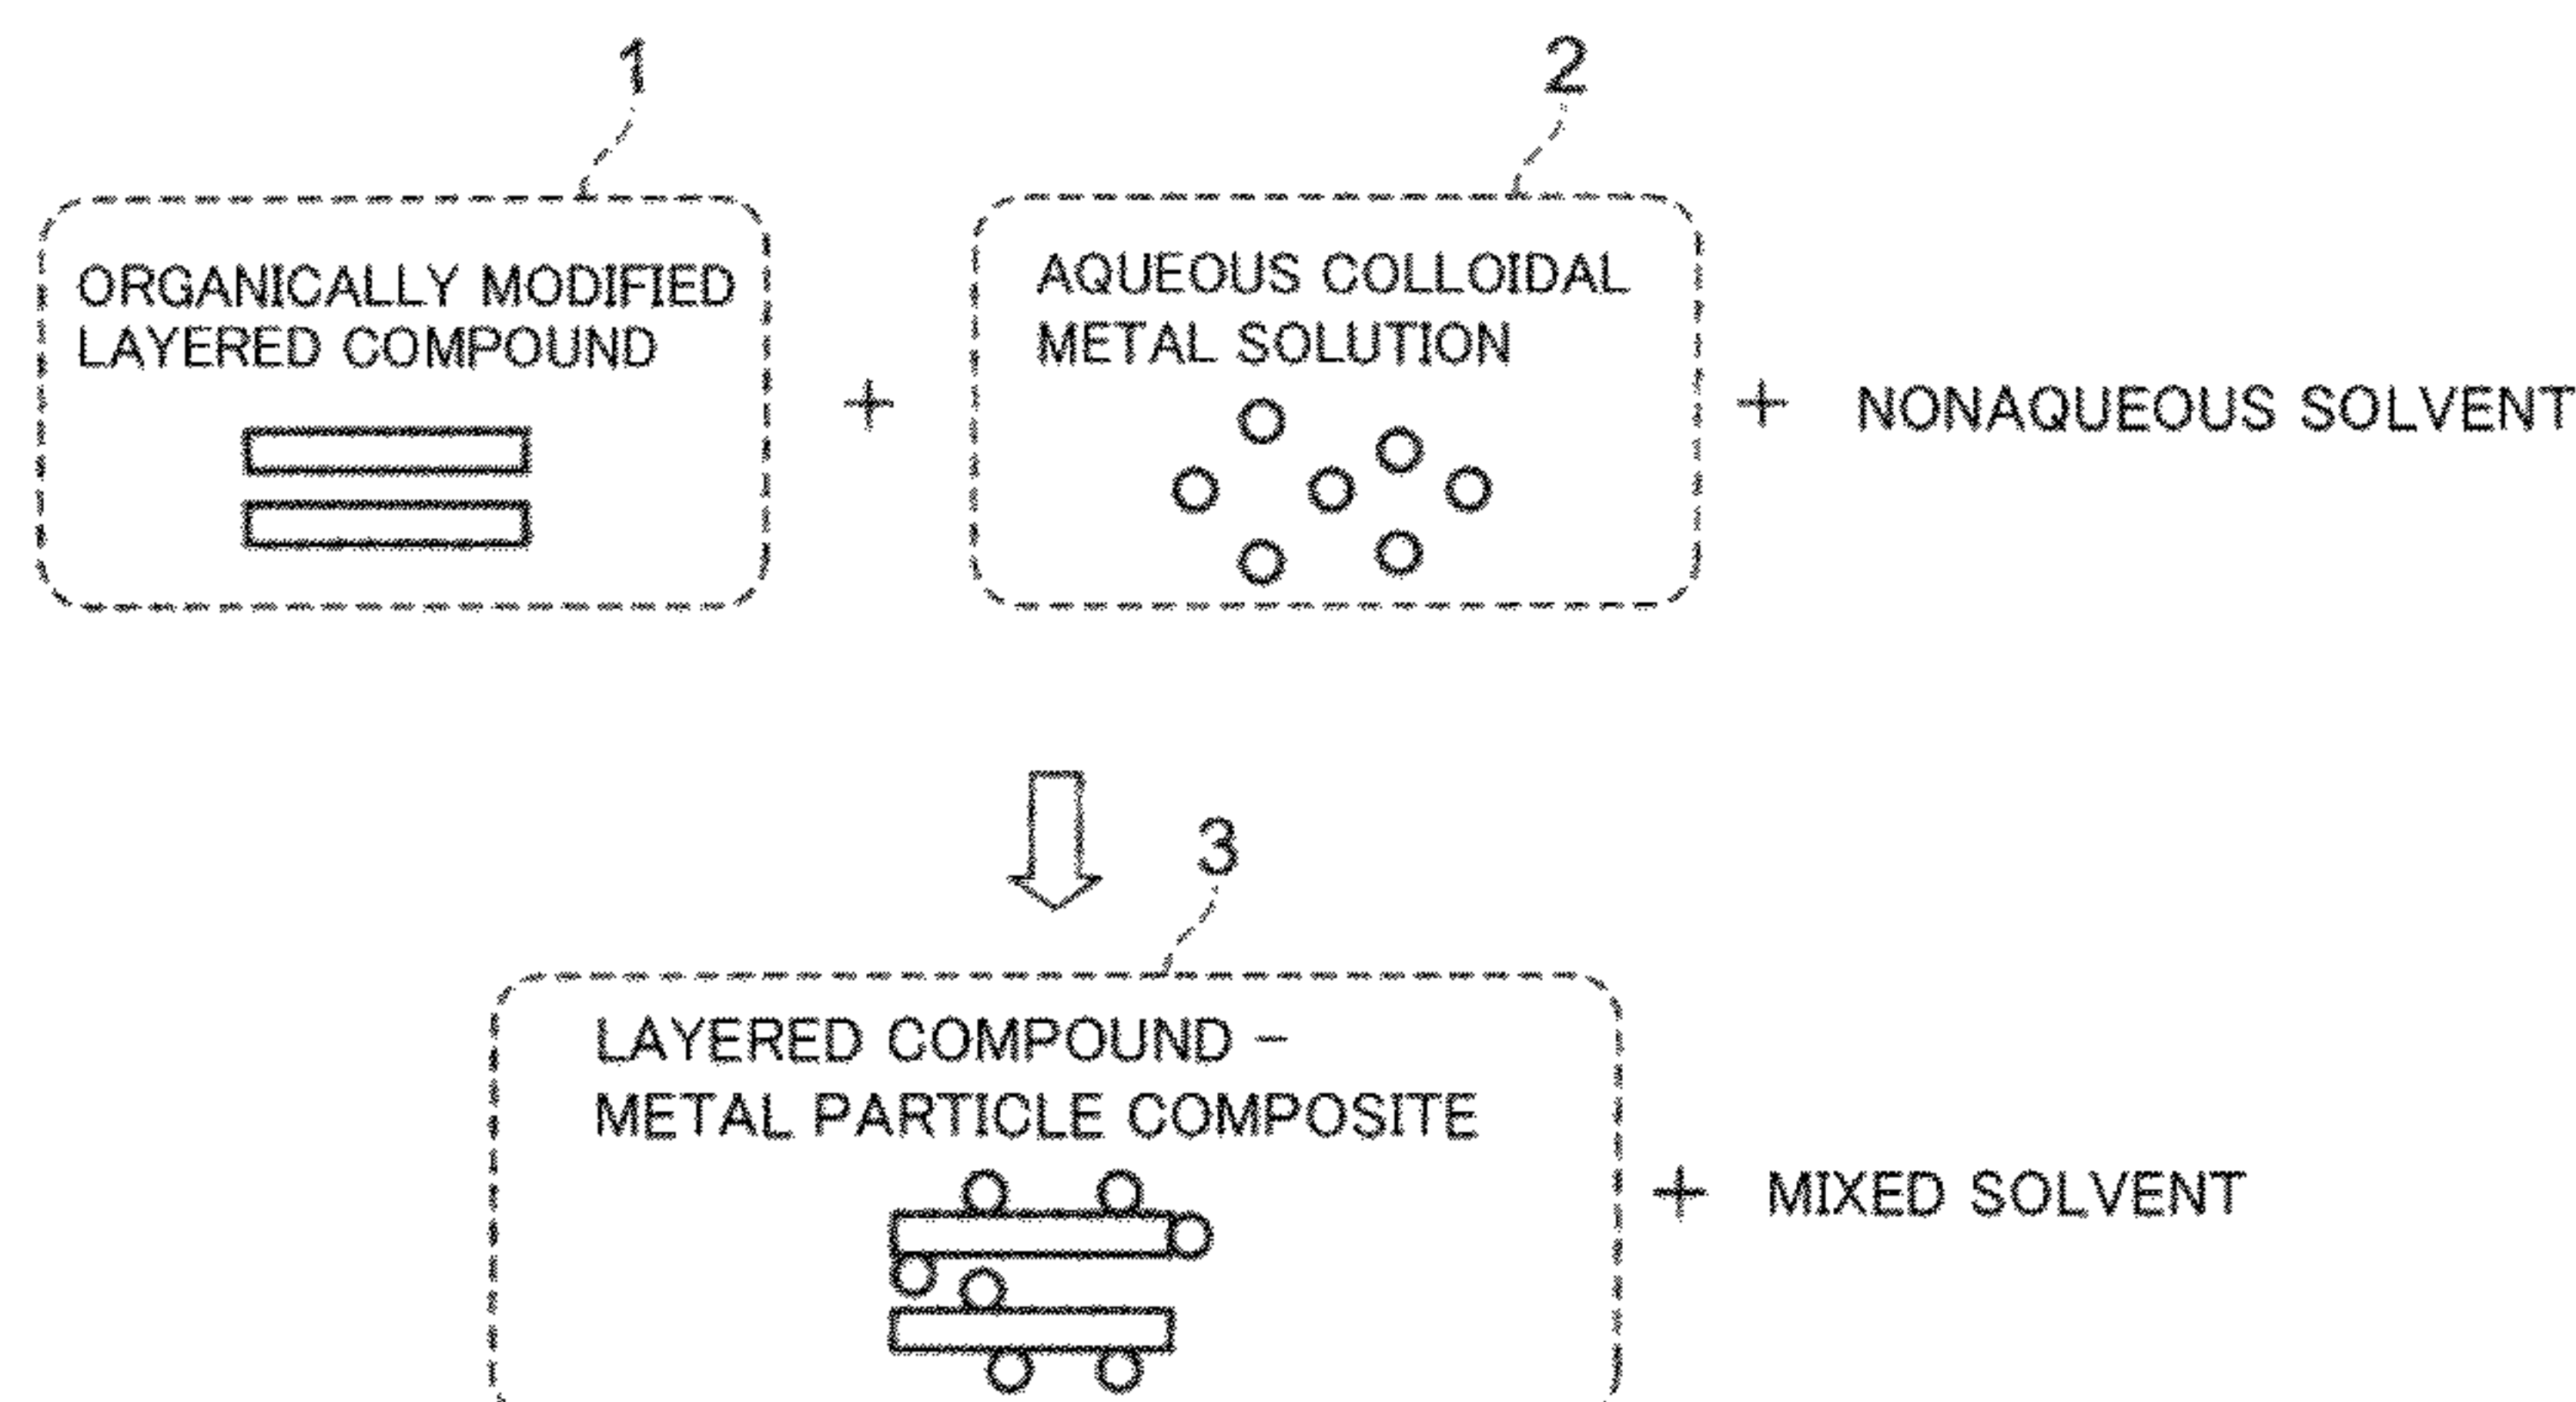 1
2
ORGANICALLY MODIFIED
LAYERED COMPOUND
+
AQUEOUS COLLOIDAL
METAL SOLUTION
+ NONAQUEOUS SOLVENT
3
LAYERED COMPOUND –
METAL PARTICLE COMPOSITE
+ MIXED SOLVENT